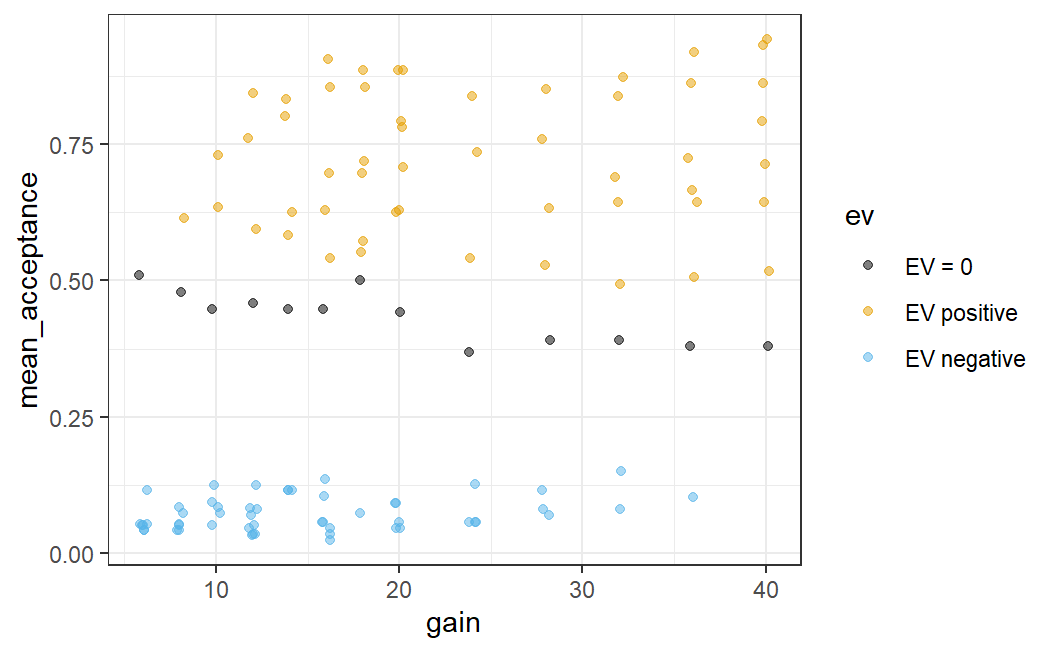 mean_acceptance
0.75
0.50
0.25
0.00
10 20 30 40
gain
ev
EV = 0
EV positive
EV negative